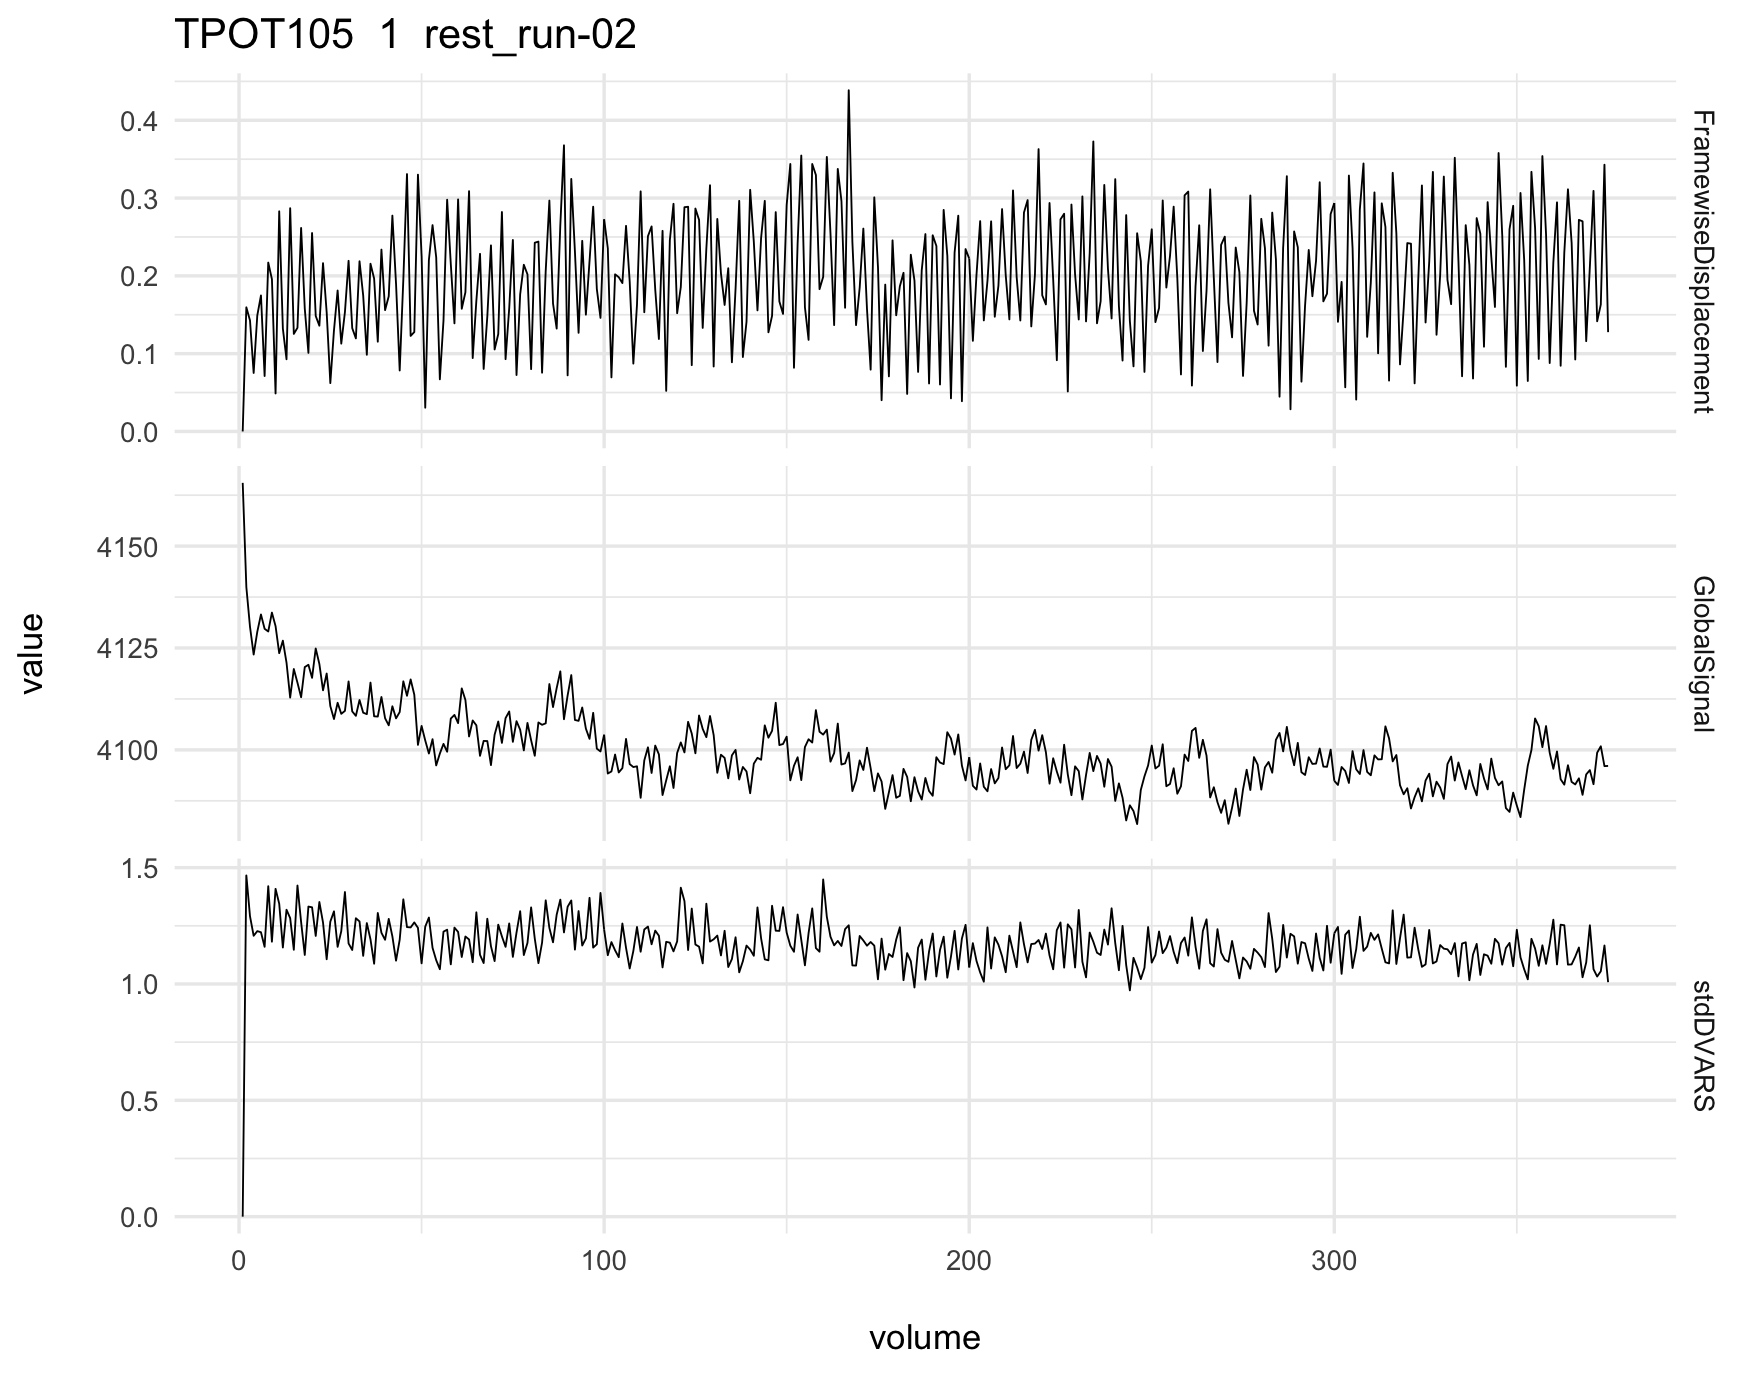 TPOT105 1 rest_run-02
0.4
0.3
0.2
0.1
0.0
FramewiseDisplacement
4150
4125
4100
GlobalSignal
1.5
1.0
0.5
0.0
stdDVARS
value
0 100 200 300
volume